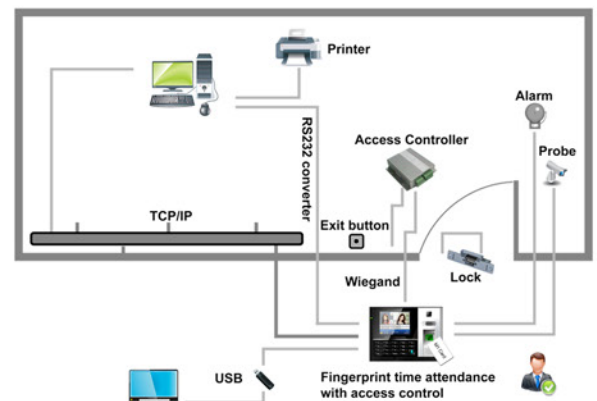 Printer
Alarm
RS232 converter
Access Controller
Probe
TCP/IP
Exit button
Wiegand
Lock
USB
Fingerprint time attendance
with access control